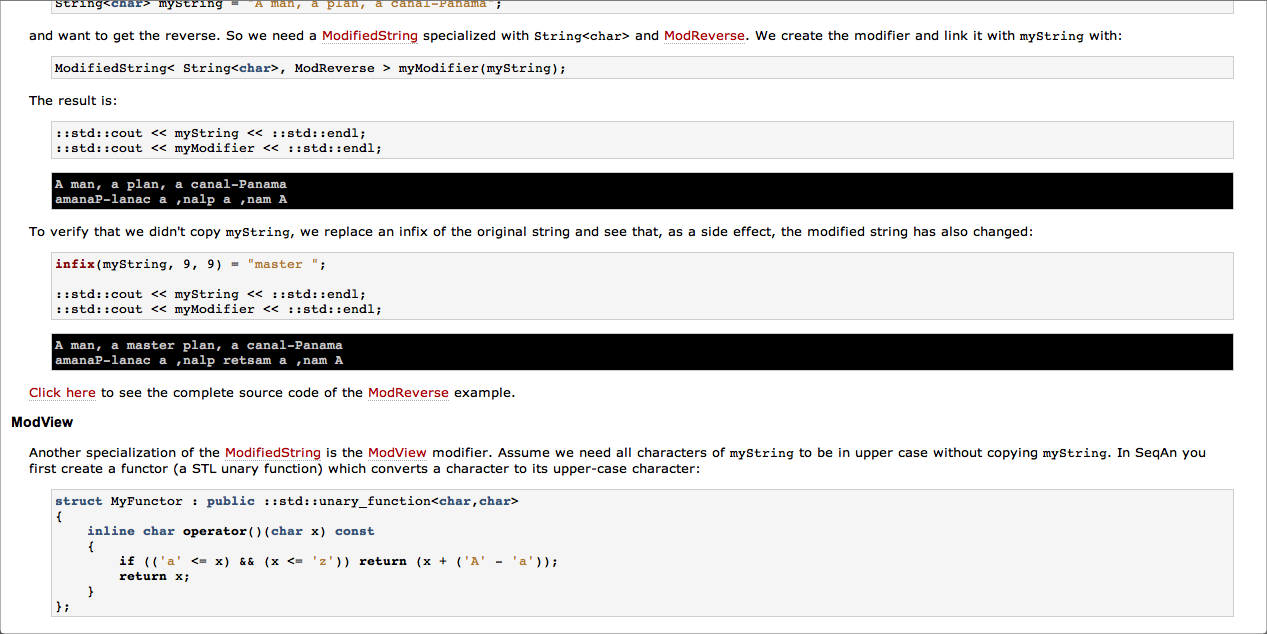 String<char> myString = "A man, a plan, a canal-Panama";
and want to get the reverse. So we need a ModifiedString specialized with String<char> and ModReverse. We create the modifier and link it with myString with:
ModifiedString< String<char>, ModReverse > myModifier(myString);
The result is:
::std::cout << myString << ::std::endl;
::std::cout << myModifier << ::std::endl;
A man, a plan, a canal-Panama
amanaP-lanac a ,nalp a ,nam A
To verify that we didn't copy myString, we replace an infix of the original string and see that, as a side effect, the modified string has also changed:
infix(myString, 9, 9) = "master ";
::std::cout << myString << ::std::endl;
::std::cout << myModifier << ::std::endl;
A man, a master plan, a canal-Panama
amanaP-lanac a ,nalp retsam a ,nam A
Click here to see the complete source code of the ModReverse example.
ModView
Another specialization of the ModifiedString is the ModView modifier. Assume we need all characters of myString to be in upper case without copying myString. In SeqAn you
first create a functor (a STL unary function) which converts a character to its upper-case character:
struct MyFunctor : public ::std::unary_function<char,char>
{
    inline char operator()(char x) const
    {
        if (('a' <= x) && (x <= 'z')) return (x + ('A' - 'a'));
        return x;
    }
};